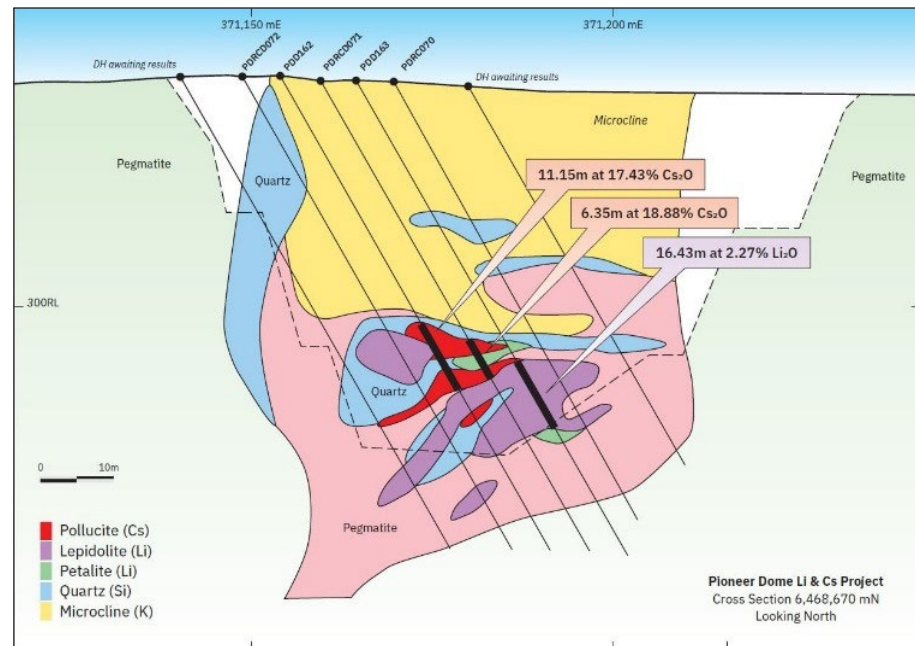 371,150 mE
371,200 mE
DH awaiting results
PDRCD072
PDD162
PDRCD071
PDD163
PDRC070
DH awaiting results
Microcline
Pegmatite
Quartz
Pegmatite
11.15m at 17.43% Cs₂O
6.35m at 18.88% Cs₂O
16.43m at 2.27% Li₂O
300RL
Quartz
0 10m
Pegmatite
Pollucite (Cs)
Lepidolite (Li)
Petalite (Li)
Quartz (Si)
Microcline (K)
Pioneer Dome Li & Cs Project
Cross Section 6,468,670 mN
Looking North